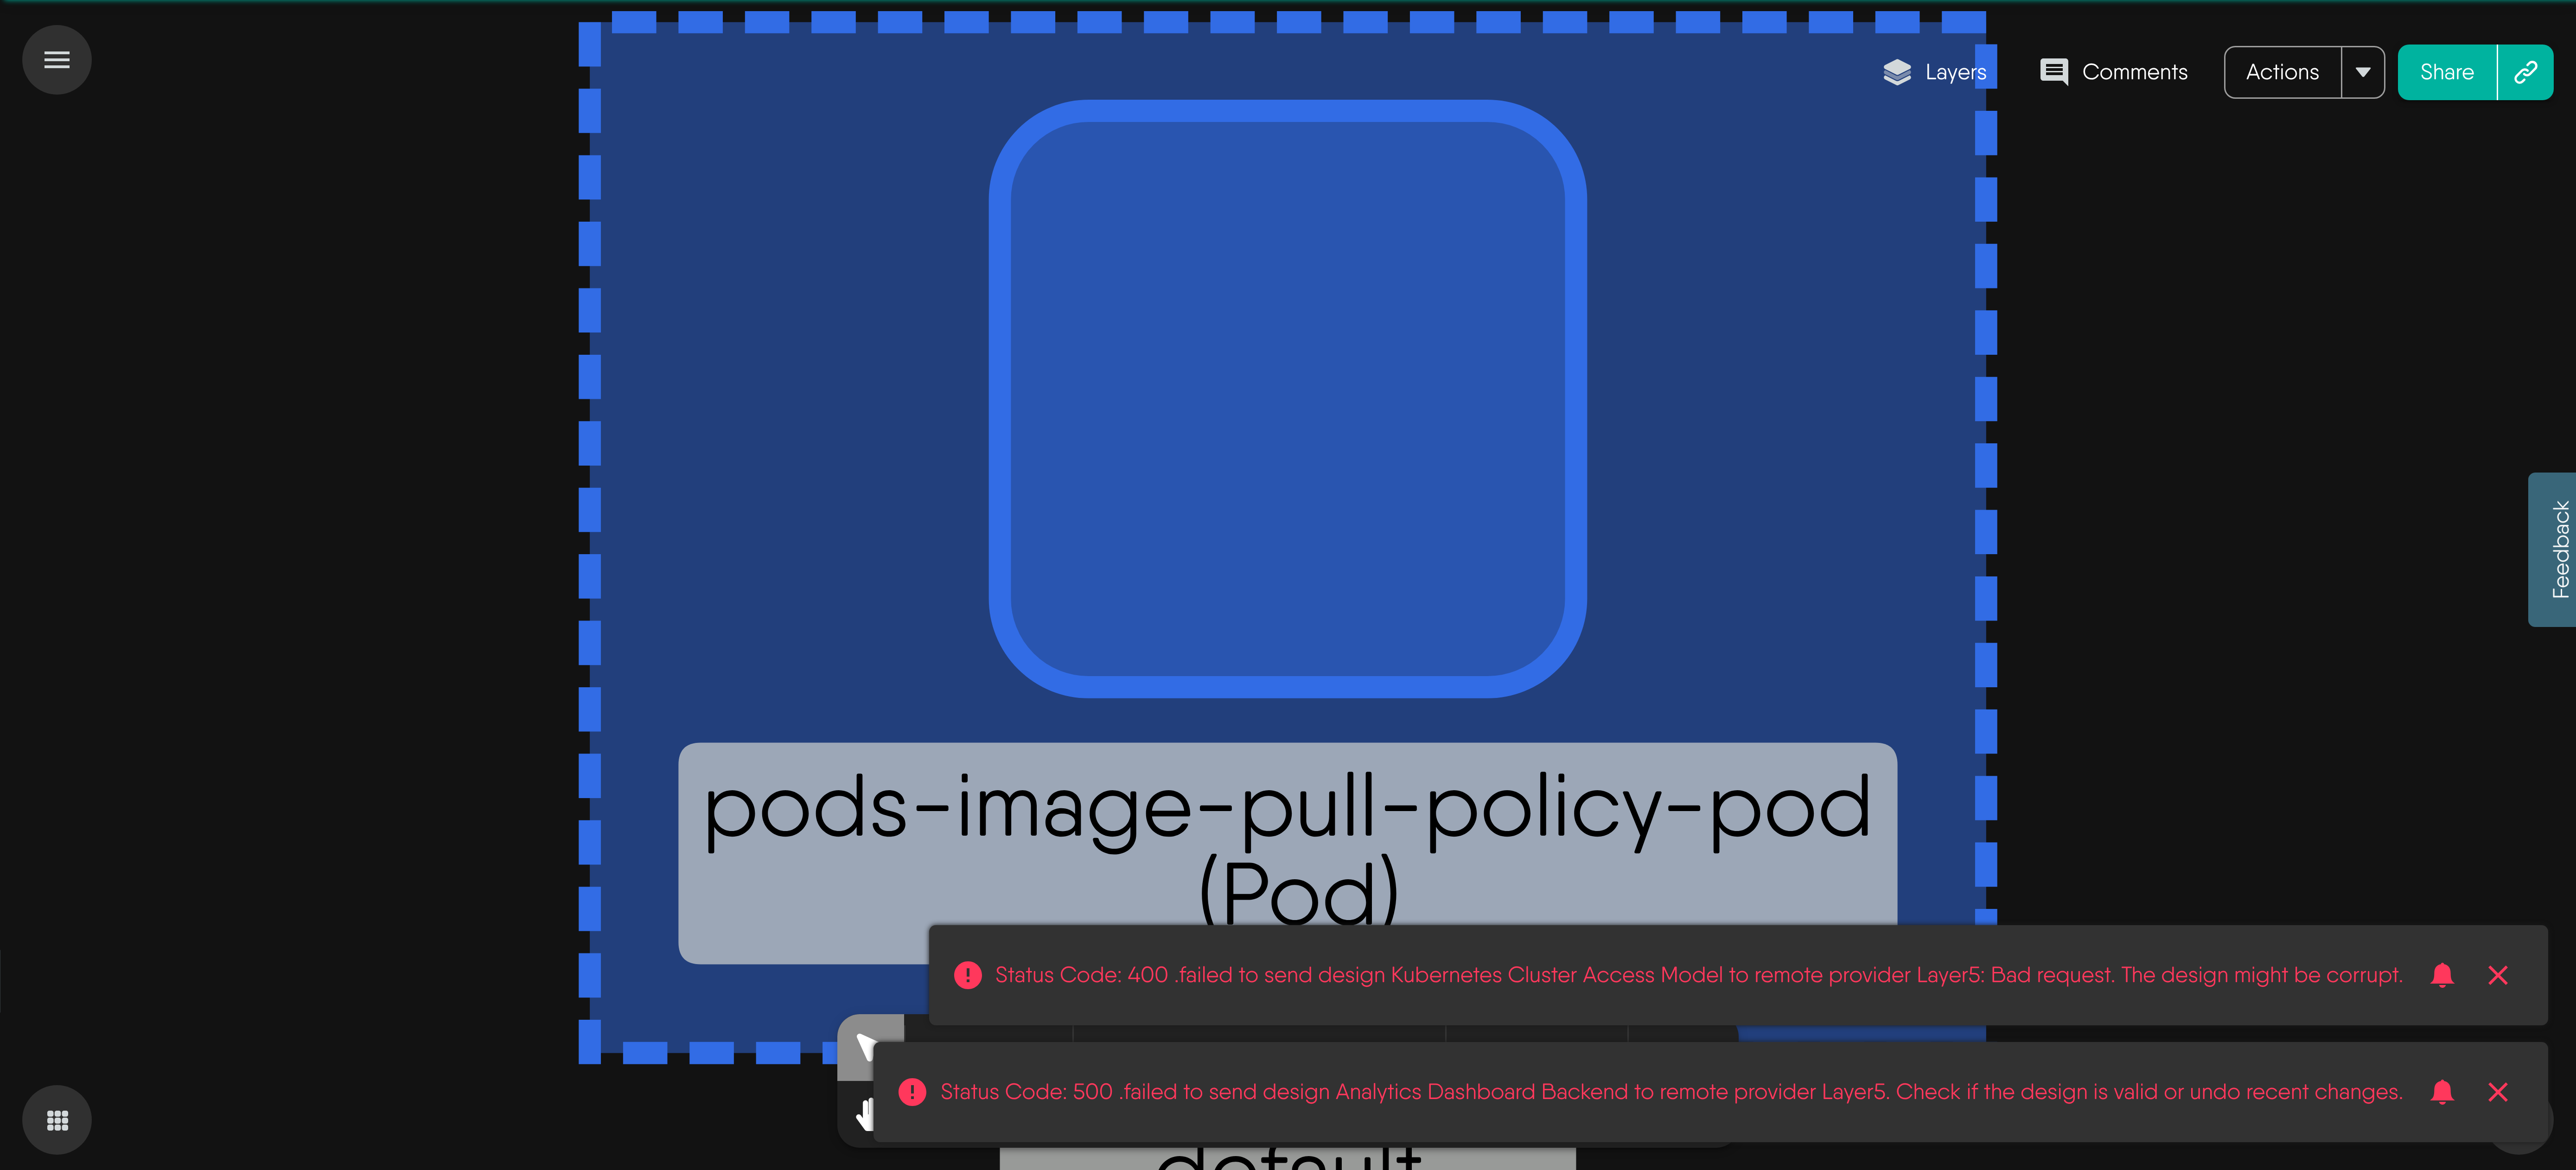 Layers
Comments
Actions
Share
Feedback
pods-image-pull-policy-pod
(Pod)
Status Code: 400 .failed to send design Kubernetes Cluster Access Model to remote provider Layer5: Bad request. The design might be corrupt.
Status Code: 500 .failed to send design Analytics Dashboard Backend to remote provider Layer5. Check if the design is valid or undo recent changes.
default